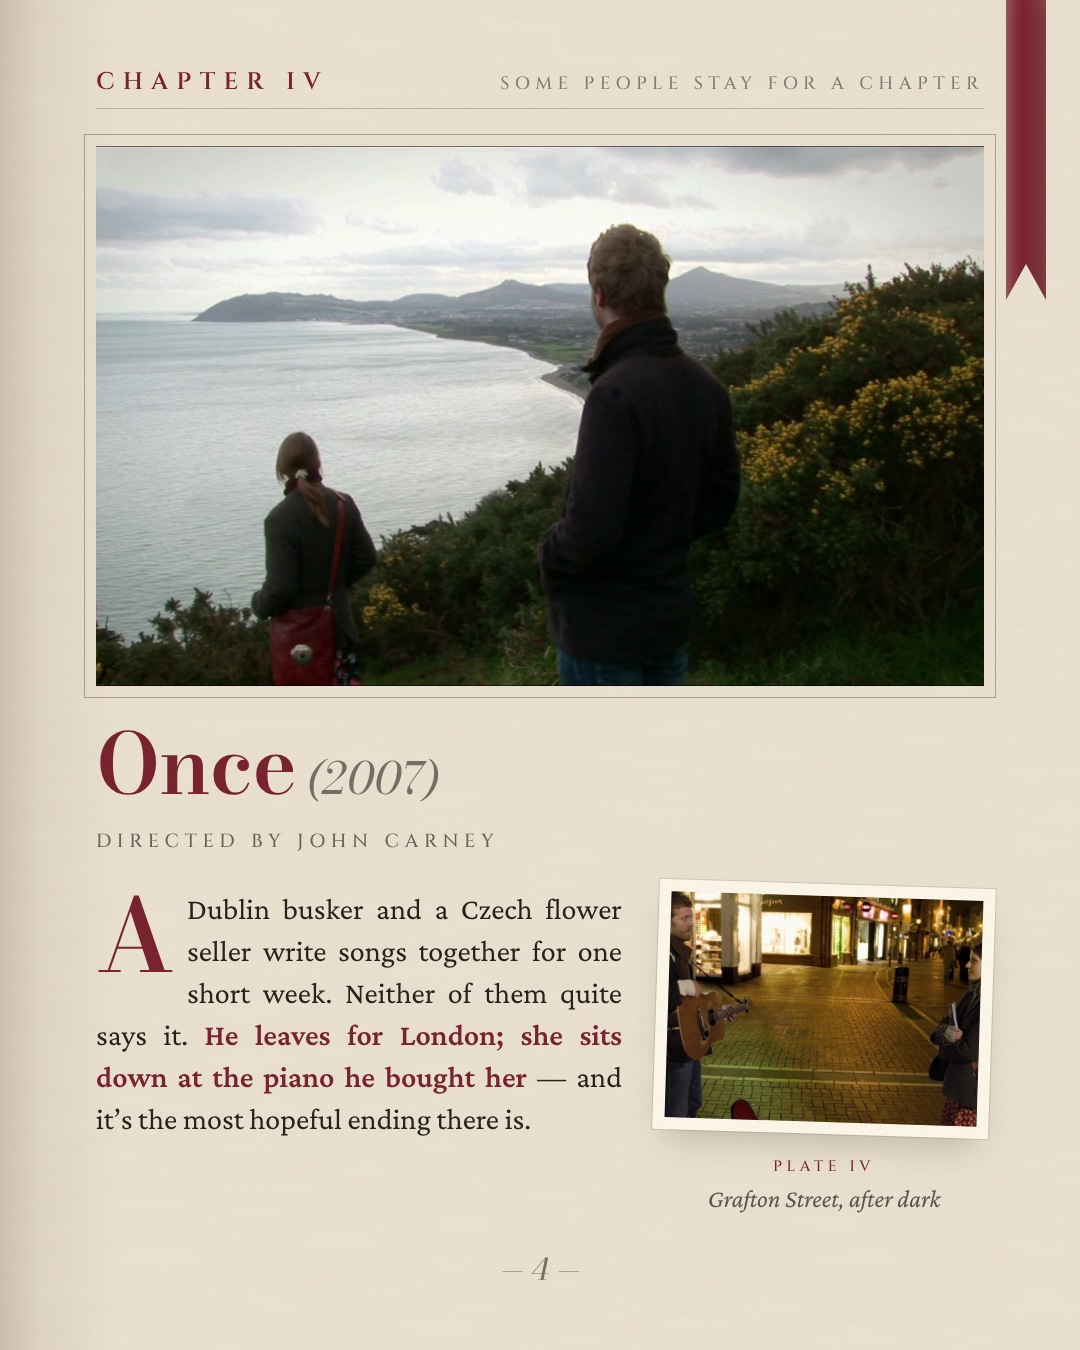 CHAPTER IV
SOME PEOPLE STAY FOR A CHAPTER
Once (2007)
DIRECTED BY JOHN CARNEY
A Dublin busker and a Czech flower
seller write songs together for one
short week. Neither of them quite
says it. He leaves for London; she sits
down at the piano he bought her — and
it’s the most hopeful ending there is.
PLATE IV
Grafton Street, after dark
— 4 —